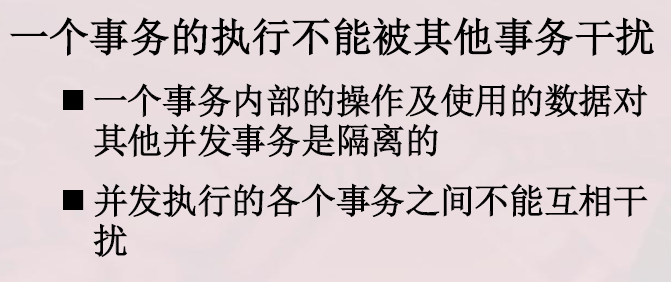 一个事务的执行不能被其他事务干扰
■ 一个事务内部的操作及使用的数据对
其他并发事务是隔离的
■ 并发执行的各个事务之间不能互相干
扰